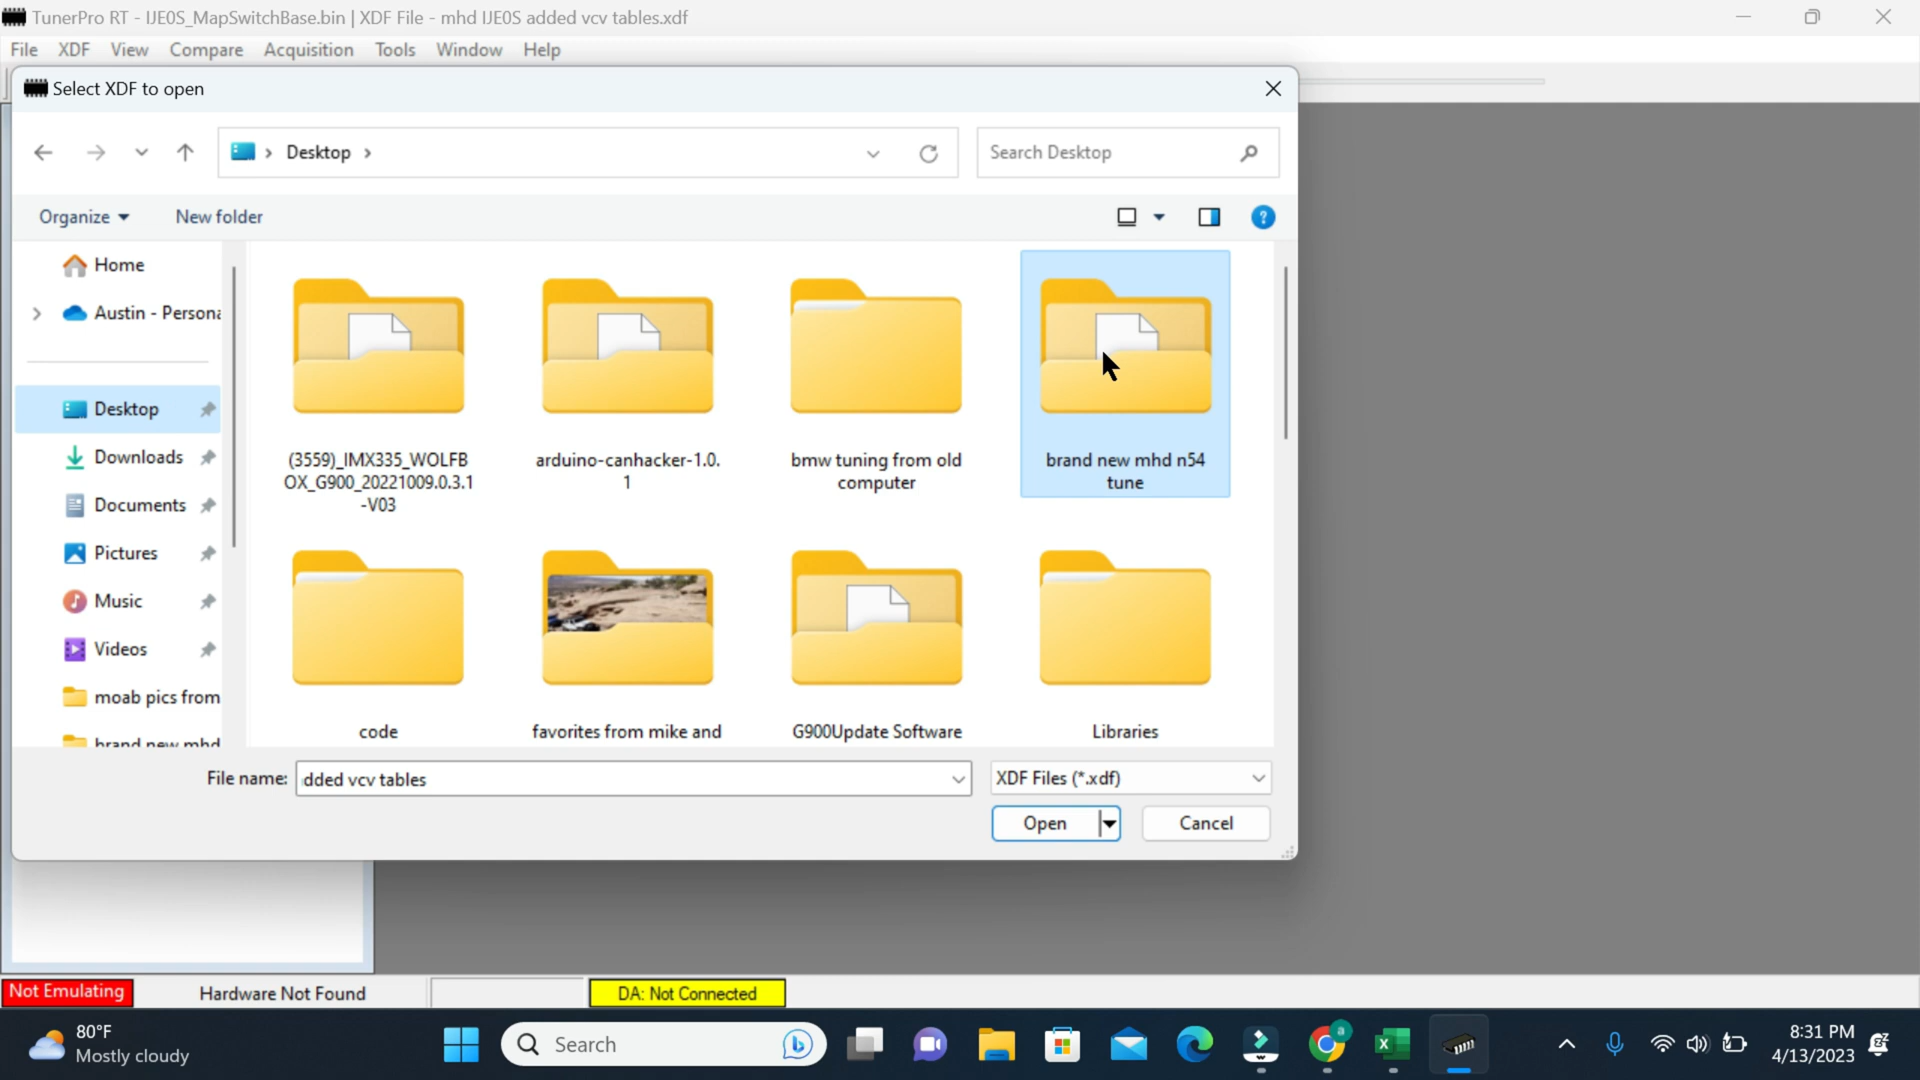 TunerPro RT - IJE0S_MapSwitchBase.bin | XDF File - mhd IJE0S added vcv tables.xdf
File XDF View Compare Acquisition Tools Window Help
Select XDF to open
Desktop
Search Desktop
Organize
New folder
Home
Austin - Persona
Desktop
Downloads
Documents
Pictures
Music
Videos
moab pics from
brand new mhd
(3559)_IMX335_WOLFB
OX_G900_20221009.0.3.1
-V03
arduino-canhacker-1.0.
1
bmw tuning from old
computer
brand new mhd n54
tune
code
favorites from mike and
G900Update Software
Libraries
File name: dded vcv tables
XDF Files (*.xdf)
Open
Cancel
Not Emulating
Hardware Not Found
DA: Not Connected
80°F
Mostly cloudy
Search
8:31 PM
4/13/2023